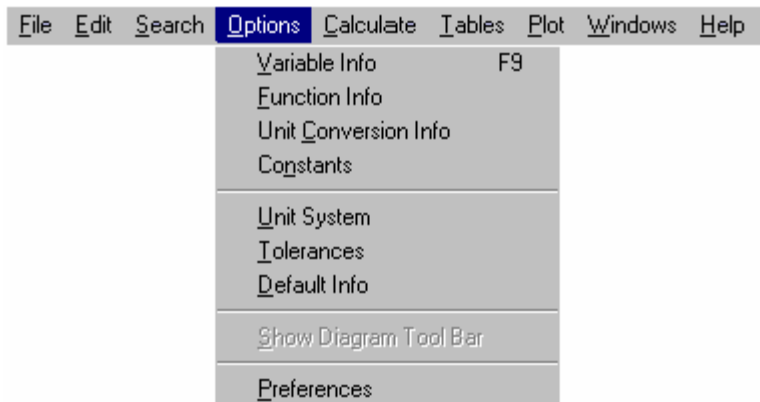 File Edit Search Options Calculate Tables Plot Windows Help
Variable Info F9
Function Info
Unit Conversion Info
Constants
Unit System
Tolerances
Default Info
Show Diagram Tool Bar
Preferences